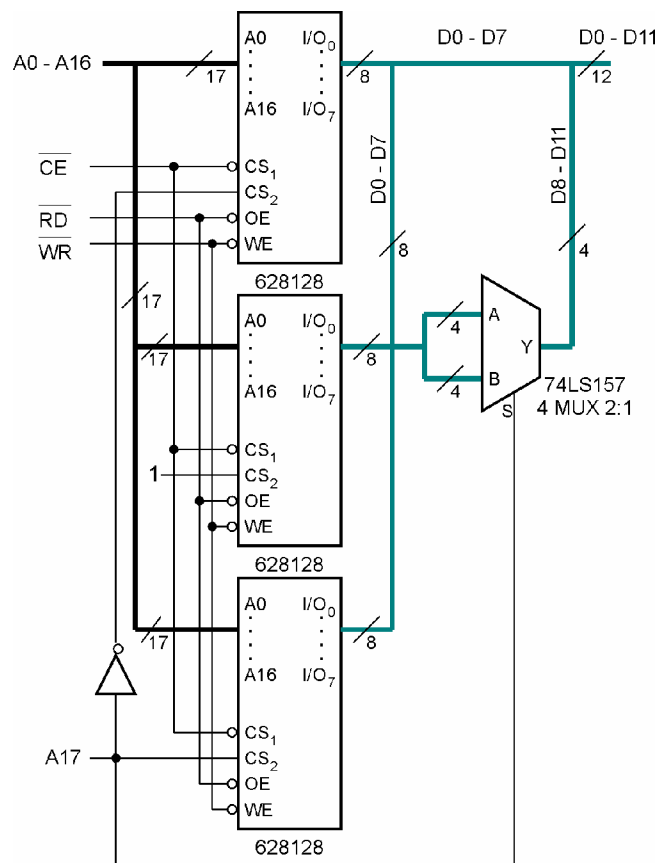 A0 - A16
17
A0
A16
I/O0
I/O7
8
D0 - D7
D0 - D11
12
CE
RD
WR
CS1
CS2
OE
WE
628128
D0 - D7
8
D8 - D11
4
17
17
A0
A16
I/O0
I/O7
8
4
4
A
B
Y
S
74LS157
4 MUX 2:1
1
CS1
CS2
OE
WE
628128
17
A0
A16
I/O0
I/O7
8
A17
CS1
CS2
OE
WE
628128